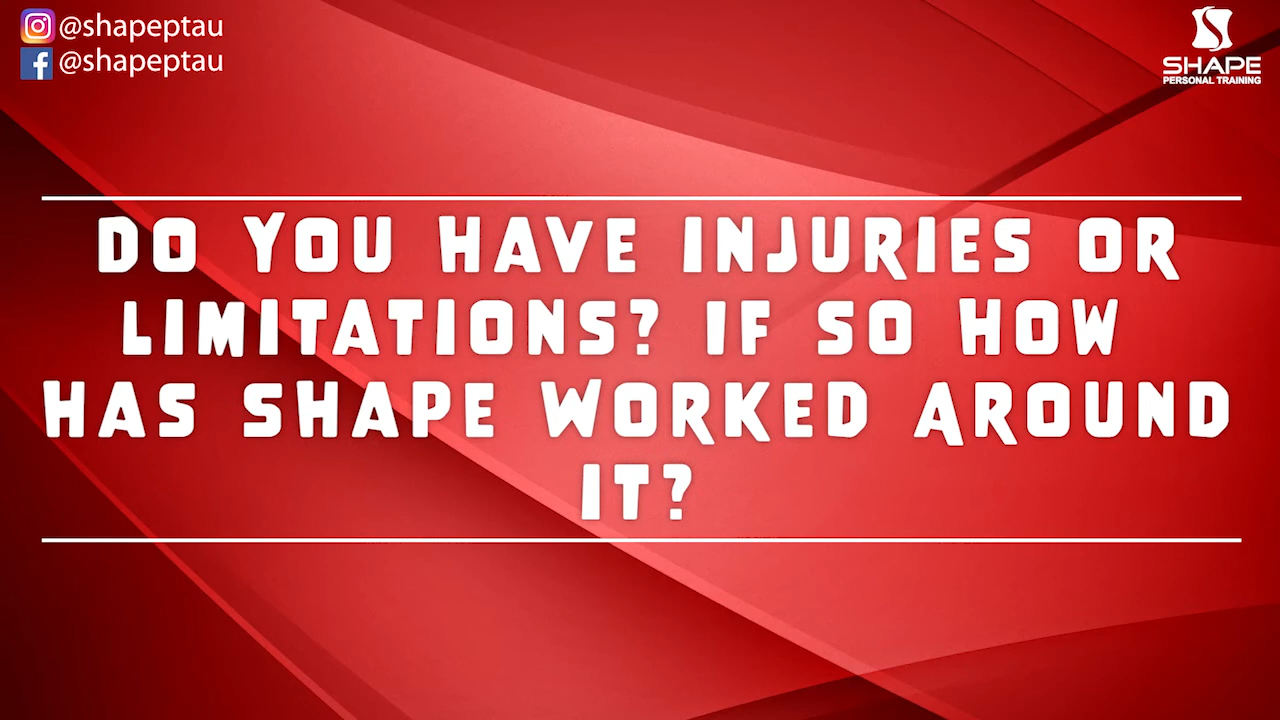 @shapeptau
@shapeptau
SHAPE
PERSONAL TRAINING
DO YOU HAVE INJURIES OR
LIMITATIONS? IF SO HOW
HAS SHAPE WORKED AROUND
IT?